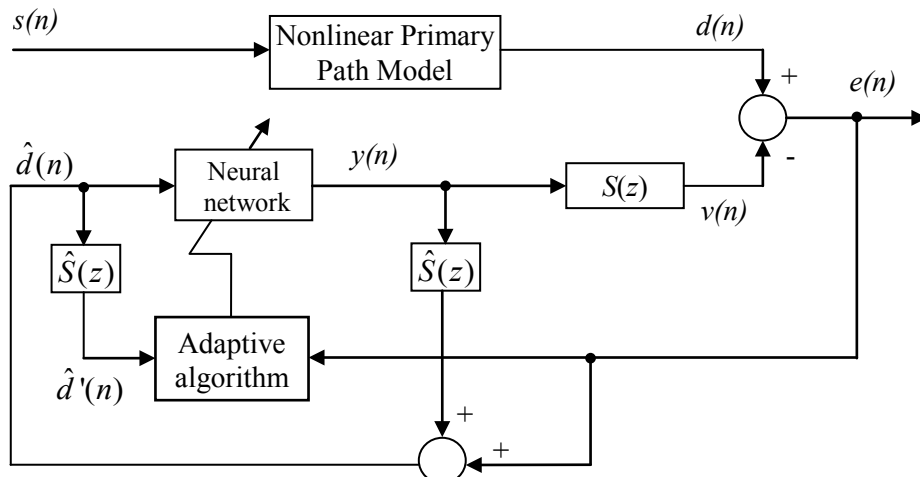 s(n)
Nonlinear Primary
Path Model
d(n)
+
e(n)
-
d̂(n)
Neural
network
y(n)
S(z)
v(n)
Ŝ(z)
Ŝ(z)
Adaptive
algorithm
d̂'(n)
+
+